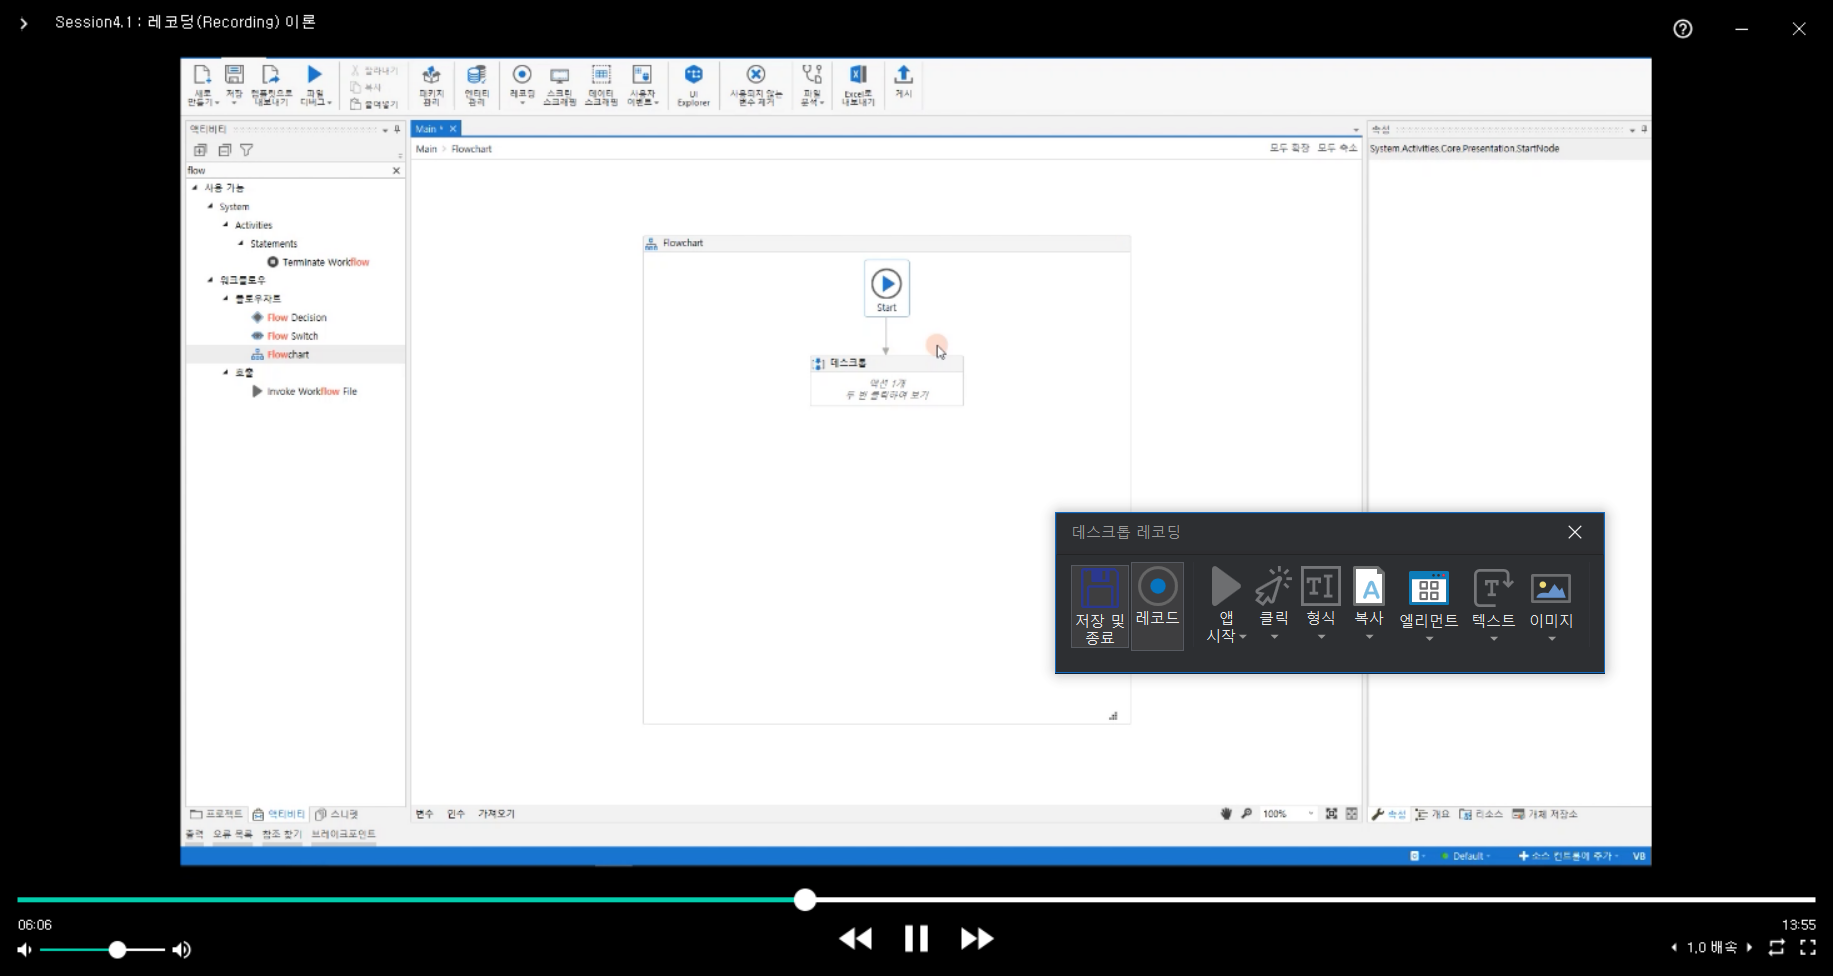 Session4.1 : 레코딩(Recording) 이론
새로 만들기
저장
템플릿으로 내보내기
파일 디버그
잘라내기
복사
붙여넣기
패키지 관리
엔터티 관리
레코딩
스크린 스크래핑
데이터 스크래핑
사용자 이벤트
UI Explorer
사용되지 않는 변수 제거
파일 분석
Excel로 내보내기
게시
액티비티
Main *
속성
Main > Flowchart
모두 확장 모두 축소
System.Activities.Core.Presentation.StartNode
flow
사용 가능
System
Activities
Statements
Terminate Workflow
워크플로우
플로우차트
Flow Decision
Flow Switch
Flowchart
호출
Invoke Workflow File
Flowchart
Start
데스크톱
액션 1개
두 번 클릭하여 보기
데스크톱 레코딩
저장 및 종료
레코드
앱 시작
클릭
형식
복사
엘리먼트
텍스트
이미지
프로젝트 액티비티 스니펫
변수 인수 가져오기
100%
속성 개요 리소스 개체 저장소
출력 오류 목록 참조 찾기 브레이크포인트
Default
소스 컨트롤에 추가
VB
06:06
13:55
1.0 배속